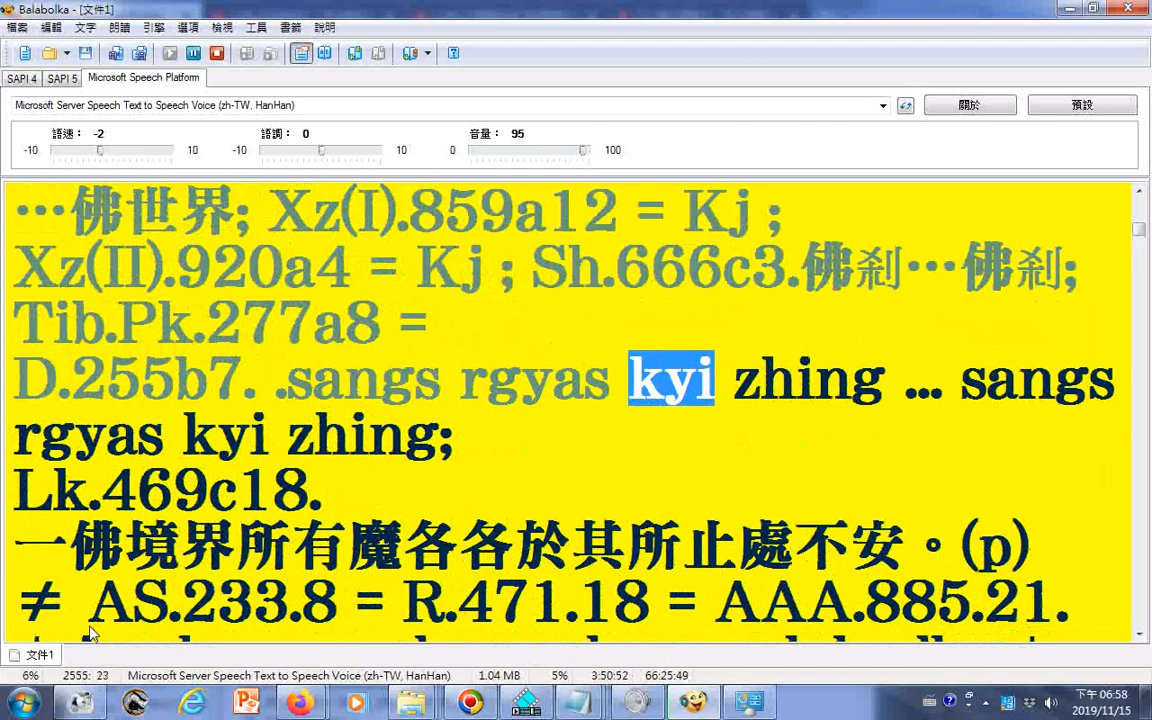 Balabolka - [文件1]
檔案 編輯 文字 朗讀 引擎 選項 檢視 工具 書籤 說明
SAPI 4 SAPI 5 Microsoft Speech Platform
Microsoft Server Speech Text to Speech Voice (zh-TW, HanHan) 關於 預設
語速： -2 語調： 0 音量： 95
-10 10 -10 10 0 100
…佛世界; Xz(I).859a12 = Kj ;
Xz(II).920a4 = Kj ; Sh.666c3.佛剎…佛剎;
Tib.Pk.277a8 =
D.255b7. .sangs rgyas kyi zhing ... sangs
rgyas kyi zhing;
Lk.469c18.
一佛境界所有魔各各於其所止處不安。(p)
≠ AS.233.8 = R.471.18 = AAA.885.21.
文件1
6% 2555: 23 Microsoft Server Speech Text to Speech Voice (zh-TW, HanHan) 1.04 MB 5% 3:50:52 66:25:49
下午 06:58
2019/11/15